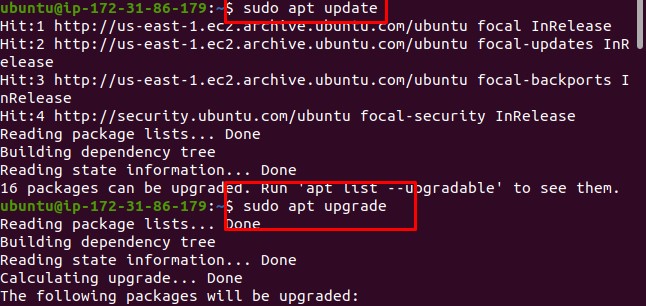 ubuntu@ip-172-31-86-179:~$ sudo apt update
Hit:1 http://us-east-1.ec2.archive.ubuntu.com/ubuntu focal InRelease
Hit:2 http://us-east-1.ec2.archive.ubuntu.com/ubuntu focal-updates InR
elease
Hit:3 http://us-east-1.ec2.archive.ubuntu.com/ubuntu focal-backports I
nRelease
Hit:4 http://security.ubuntu.com/ubuntu focal-security InRelease
Reading package lists... Done
Building dependency tree
Reading state information... Done
16 packages can be upgraded. Run 'apt list --upgradable' to see them.
ubuntu@ip-172-31-86-179:~$ sudo apt upgrade
Reading package lists... Done
Building dependency tree
Reading state information... Done
Calculating upgrade... Done
The following packages will be upgraded: